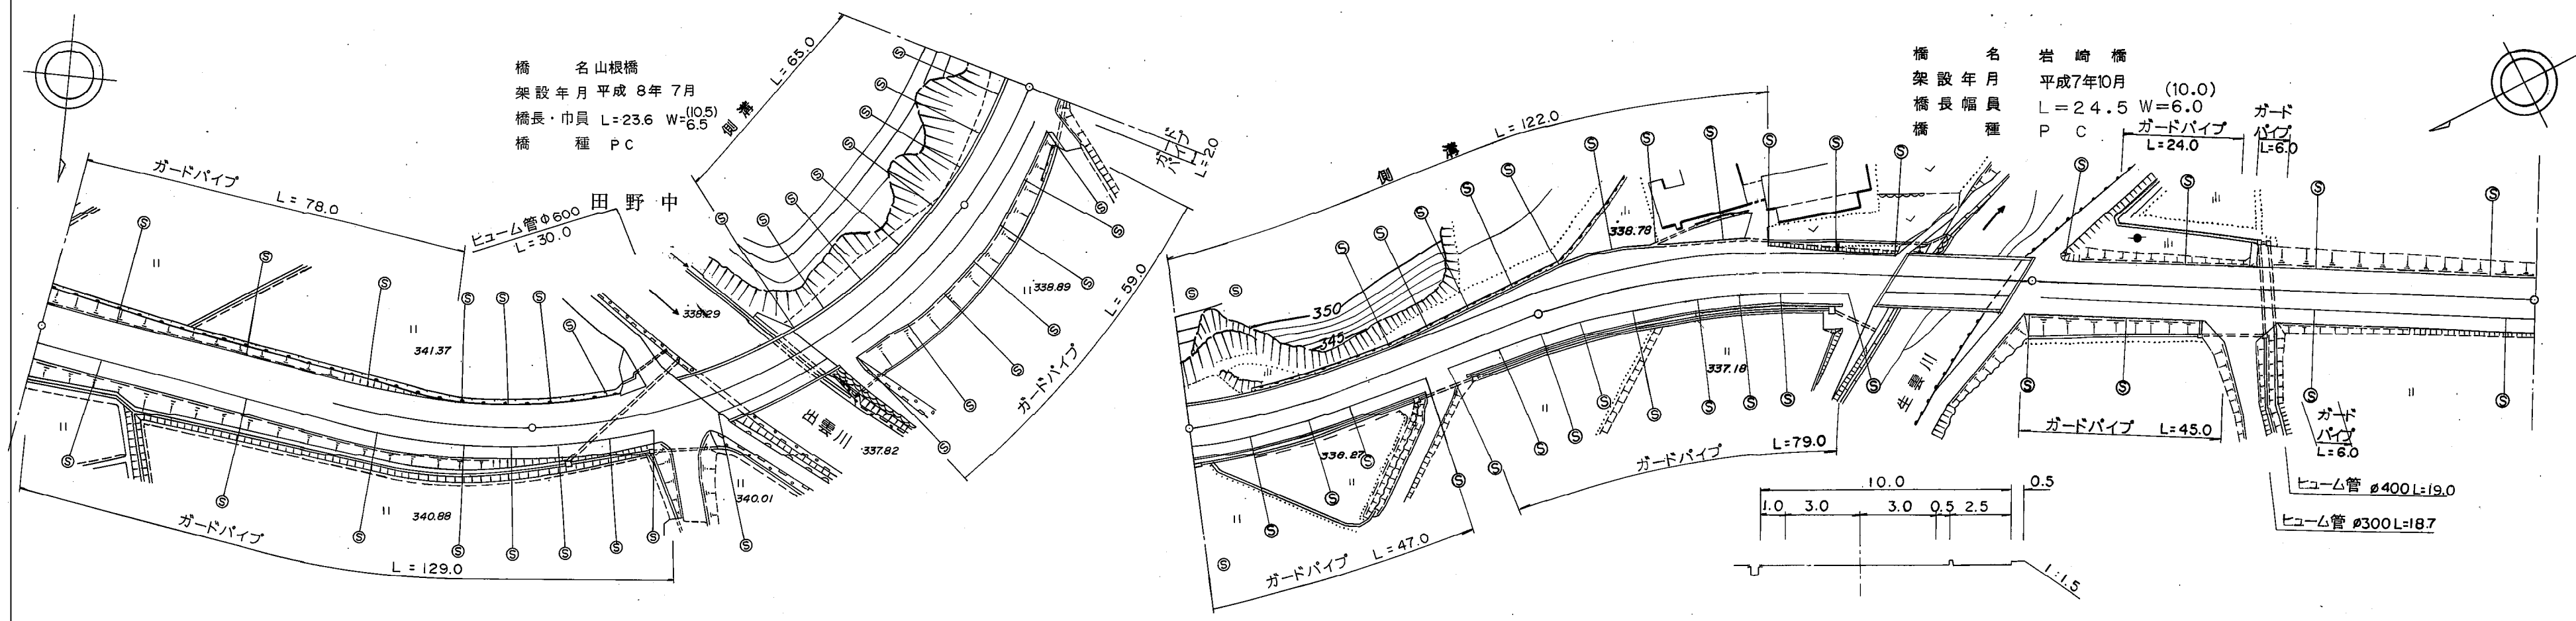 橋 名 山根橋
架設年月 平成 8年 7月
橋長・巾員 L=23.6 W=6.5 (10.5)
橋 種 PC
ガードパイプ
L = 78.0
ヒューム管φ600
L = 30.0
田野中
側溝
L = 65.0
ガードパイプ
L = 2.0
338.29
338.89
L = 59.0
ガードパイプ
341.37
337.82
340.01
340.88
ガードパイプ
L = 129.0
橋 名 岩崎橋
架設年月 平成7年10月
橋長幅員 L=24.5 W=6.0 (10.0)
橋 種 PC
側溝
L = 122.0
350
345
338.78
337.18
338.27
ガードパイプ L = 47.0
ガードパイプ L=79.0
生雲川
ガードパイプ
L=24.0
ガード
パイプ
L=6.0
ガードパイプ L=45.0
ガード
パイプ
L=6.0
ヒューム管 φ400 L=19.0
ヒューム管 φ300 L=18.7
10.0 0.5
1.0 3.0 3.0 0.5 2.5
1:1.5